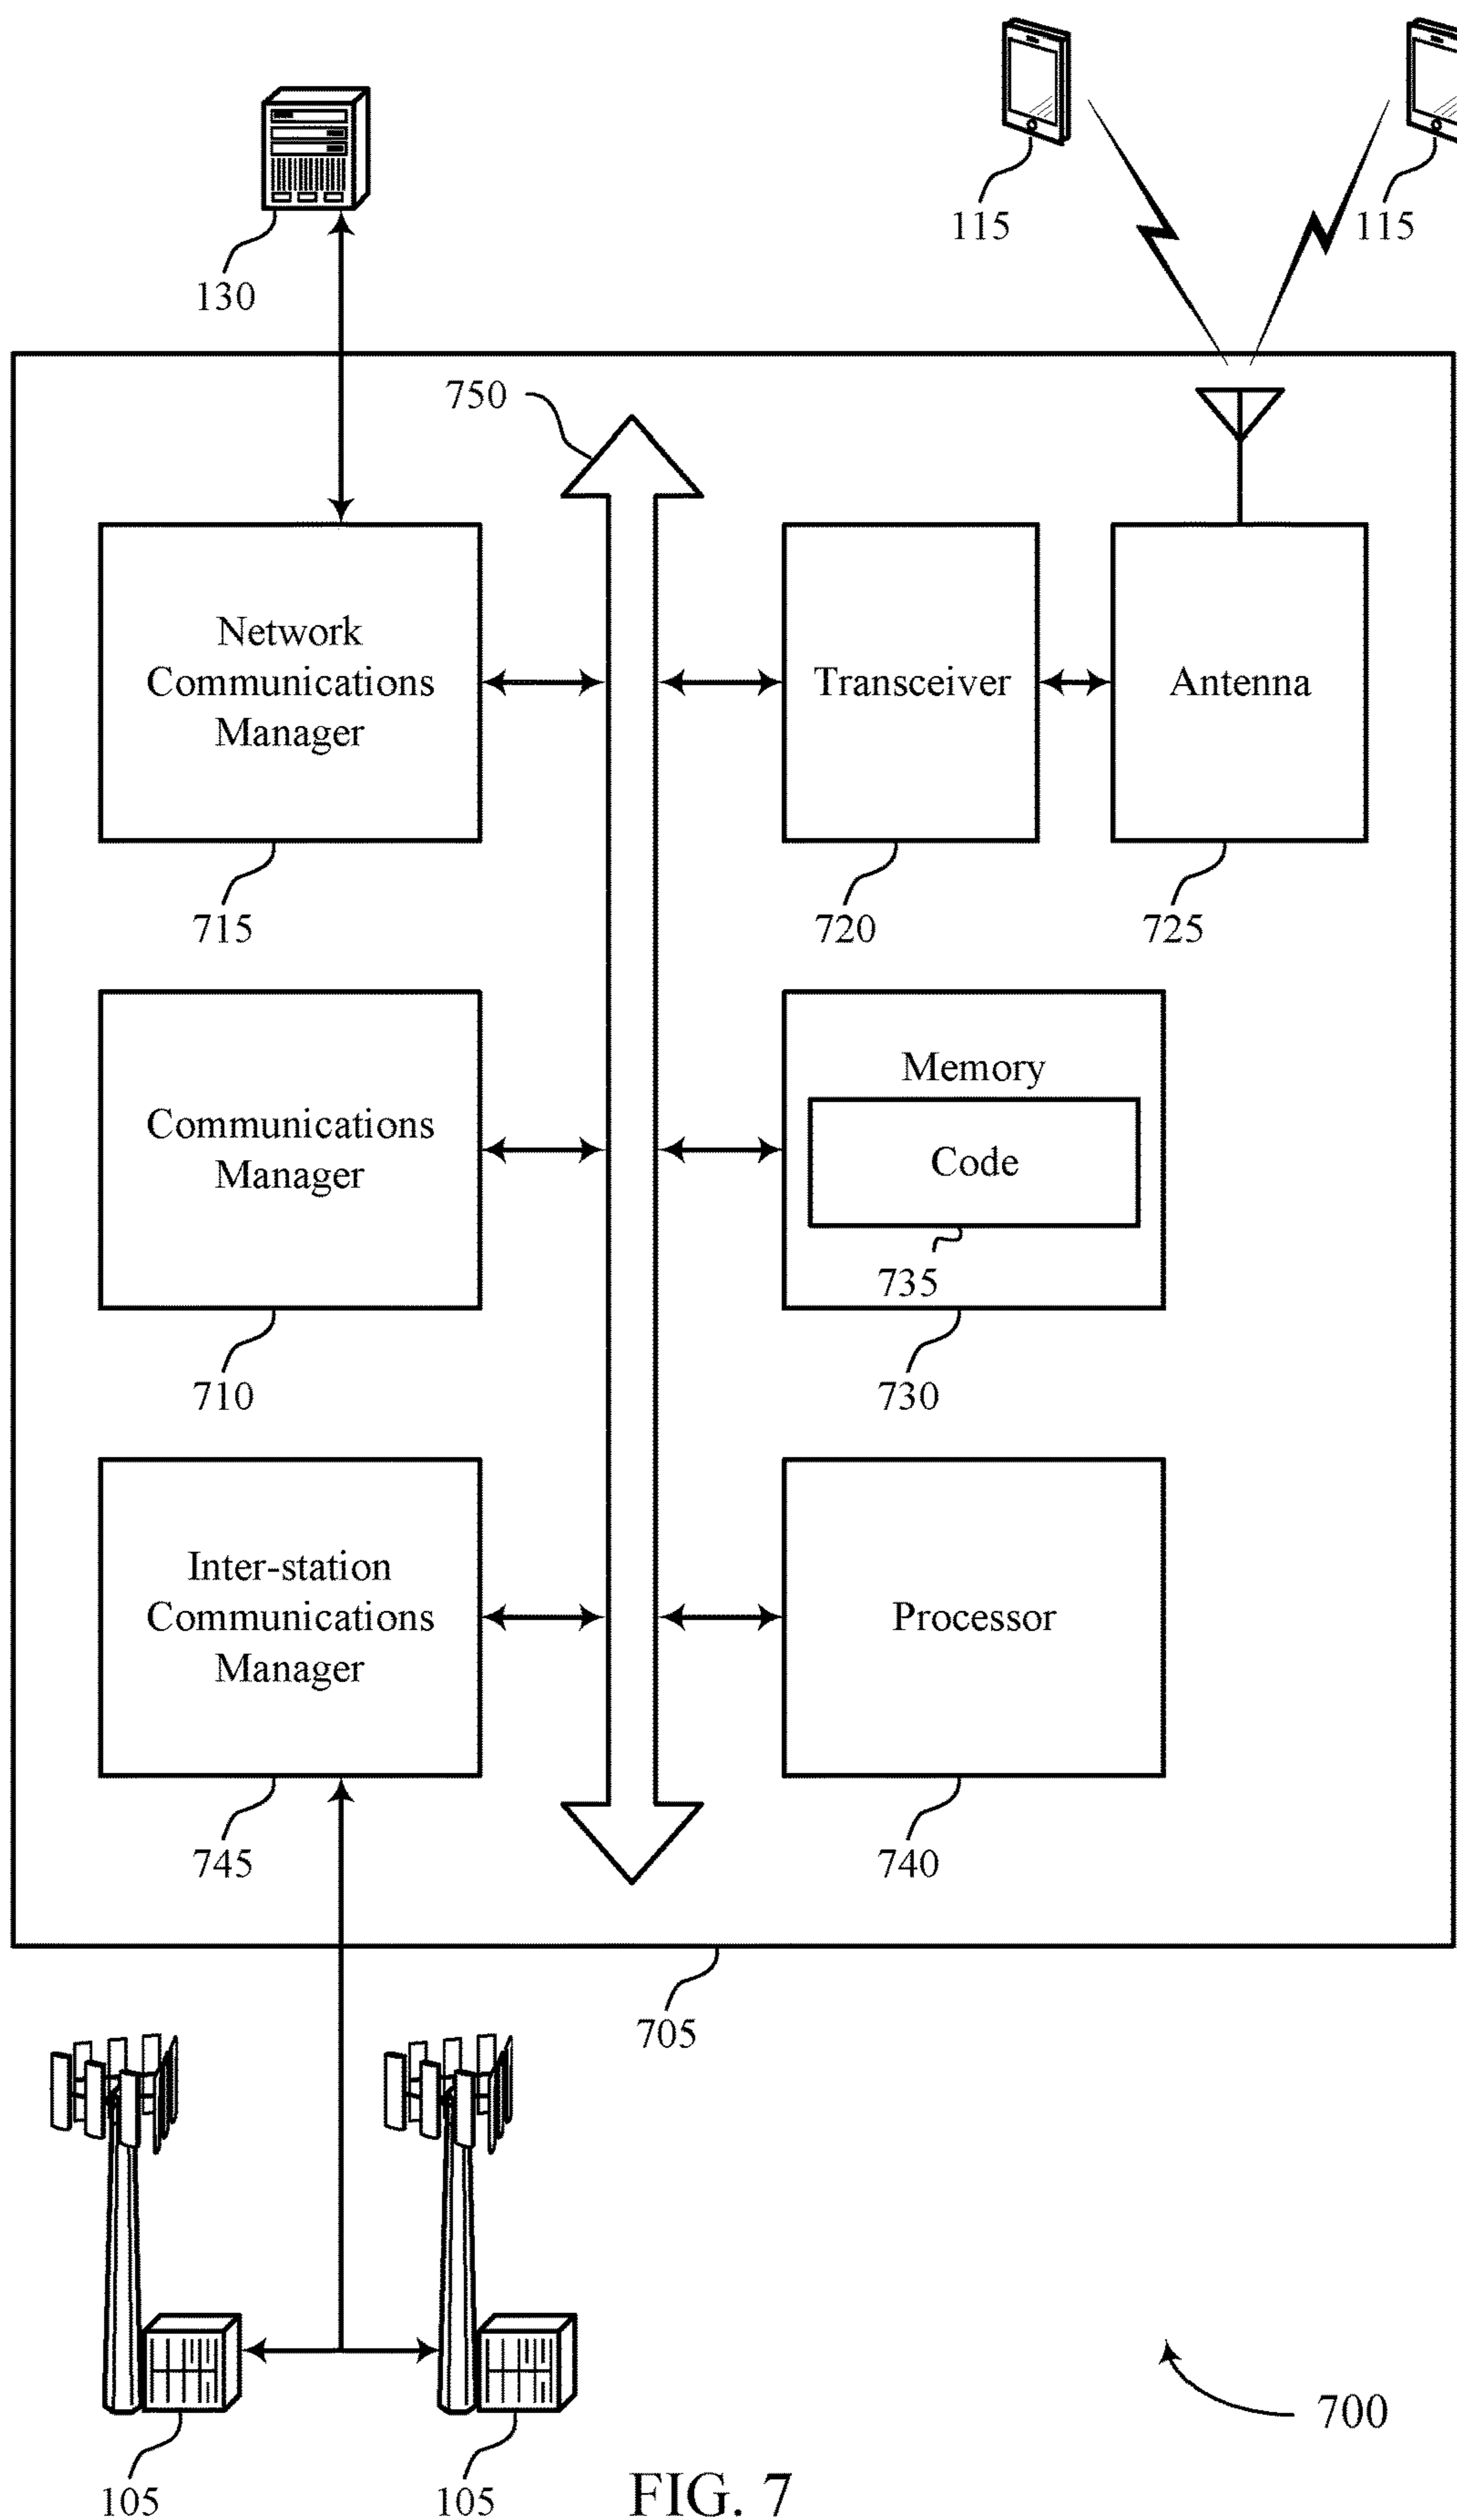 115
115
130
750
Network
Communications
Manager
Transceiver
Antenna
715
720
725
Memory
Communications
Manager
Code
735
710
730
Inter-station
Communications
Manager
Processor
745
740
705
700
105
105
FIG. 7